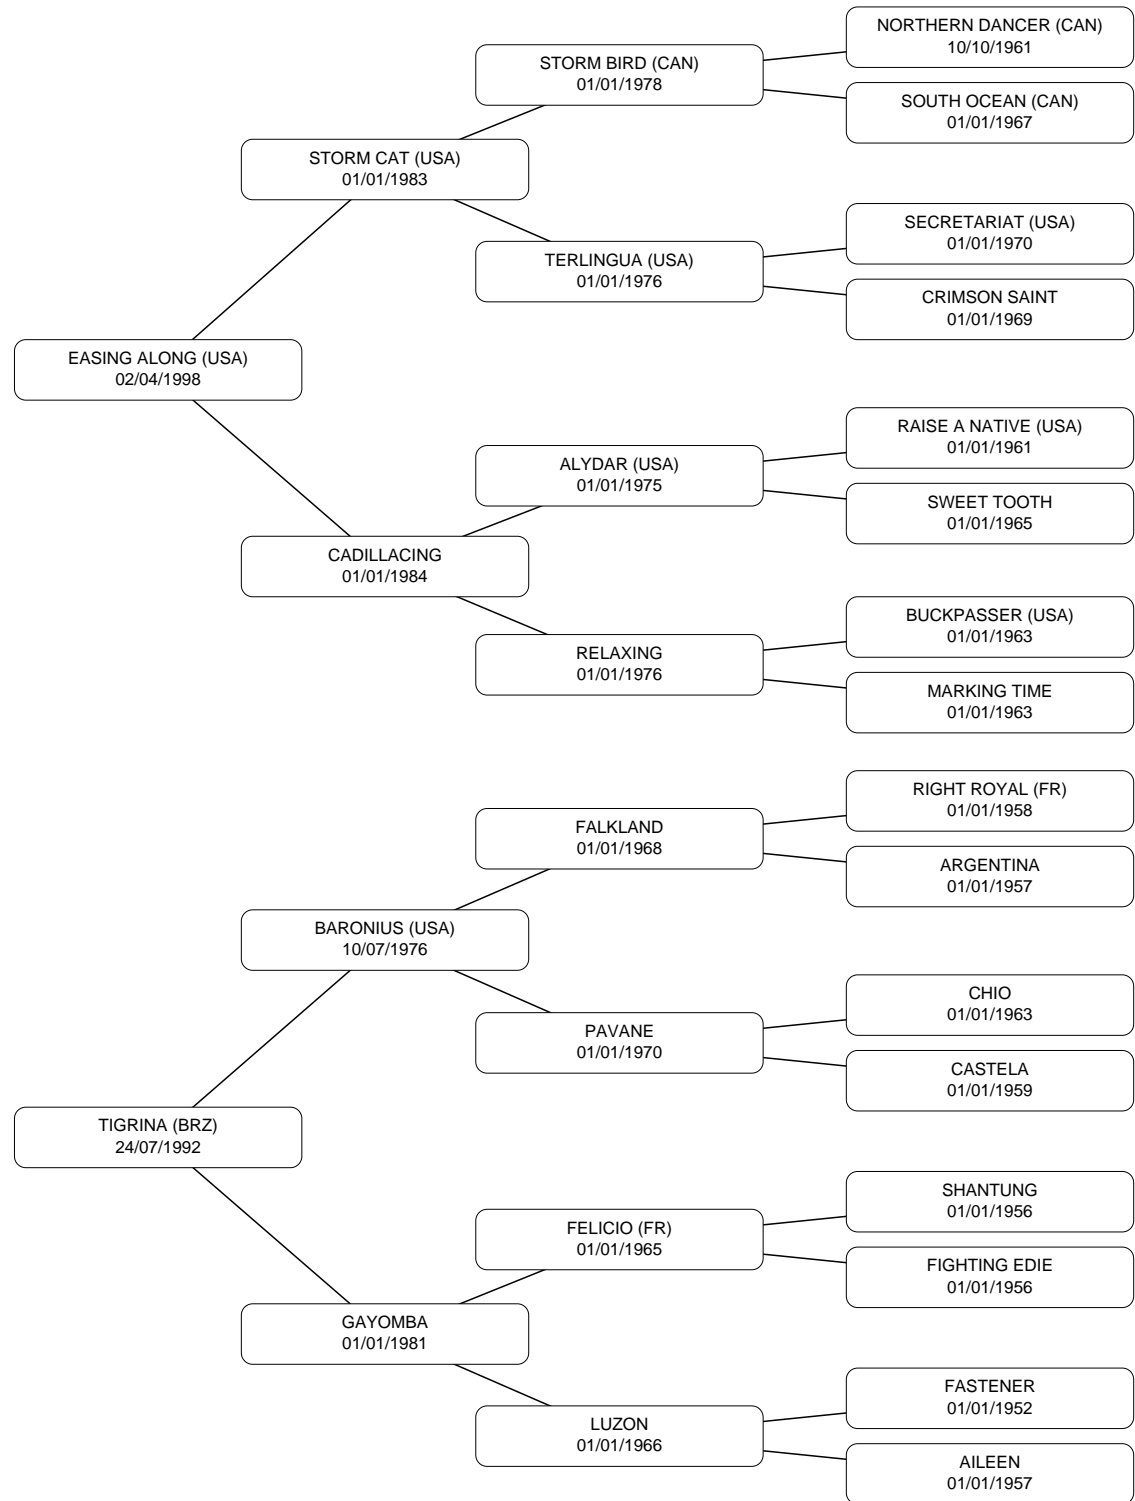 NORTHERN DANCER (CAN)
10/10/1961
STORM BIRD (CAN)
01/01/1978
SOUTH OCEAN (CAN)
01/01/1967
STORM CAT (USA)
01/01/1983
SECRETARIAT (USA)
01/01/1970
TERLINGUA (USA)
01/01/1976
CRIMSON SAINT
01/01/1969
EASING ALONG (USA)
02/04/1998
RAISE A NATIVE (USA)
01/01/1961
ALYDAR (USA)
01/01/1975
SWEET TOOTH
01/01/1965
CADILLACING
01/01/1984
BUCKPASSER (USA)
01/01/1963
RELAXING
01/01/1976
MARKING TIME
01/01/1963
RIGHT ROYAL (FR)
01/01/1958
FALKLAND
01/01/1968
ARGENTINA
01/01/1957
BARONIUS (USA)
10/07/1976
CHIO
01/01/1963
PAVANE
01/01/1970
CASTELA
01/01/1959
TIGRINA (BRZ)
24/07/1992
SHANTUNG
01/01/1956
FELICIO (FR)
01/01/1965
FIGHTING EDIE
01/01/1956
GAYOMBA
01/01/1981
FASTENER
01/01/1952
LUZON
01/01/1966
AILEEN
01/01/1957